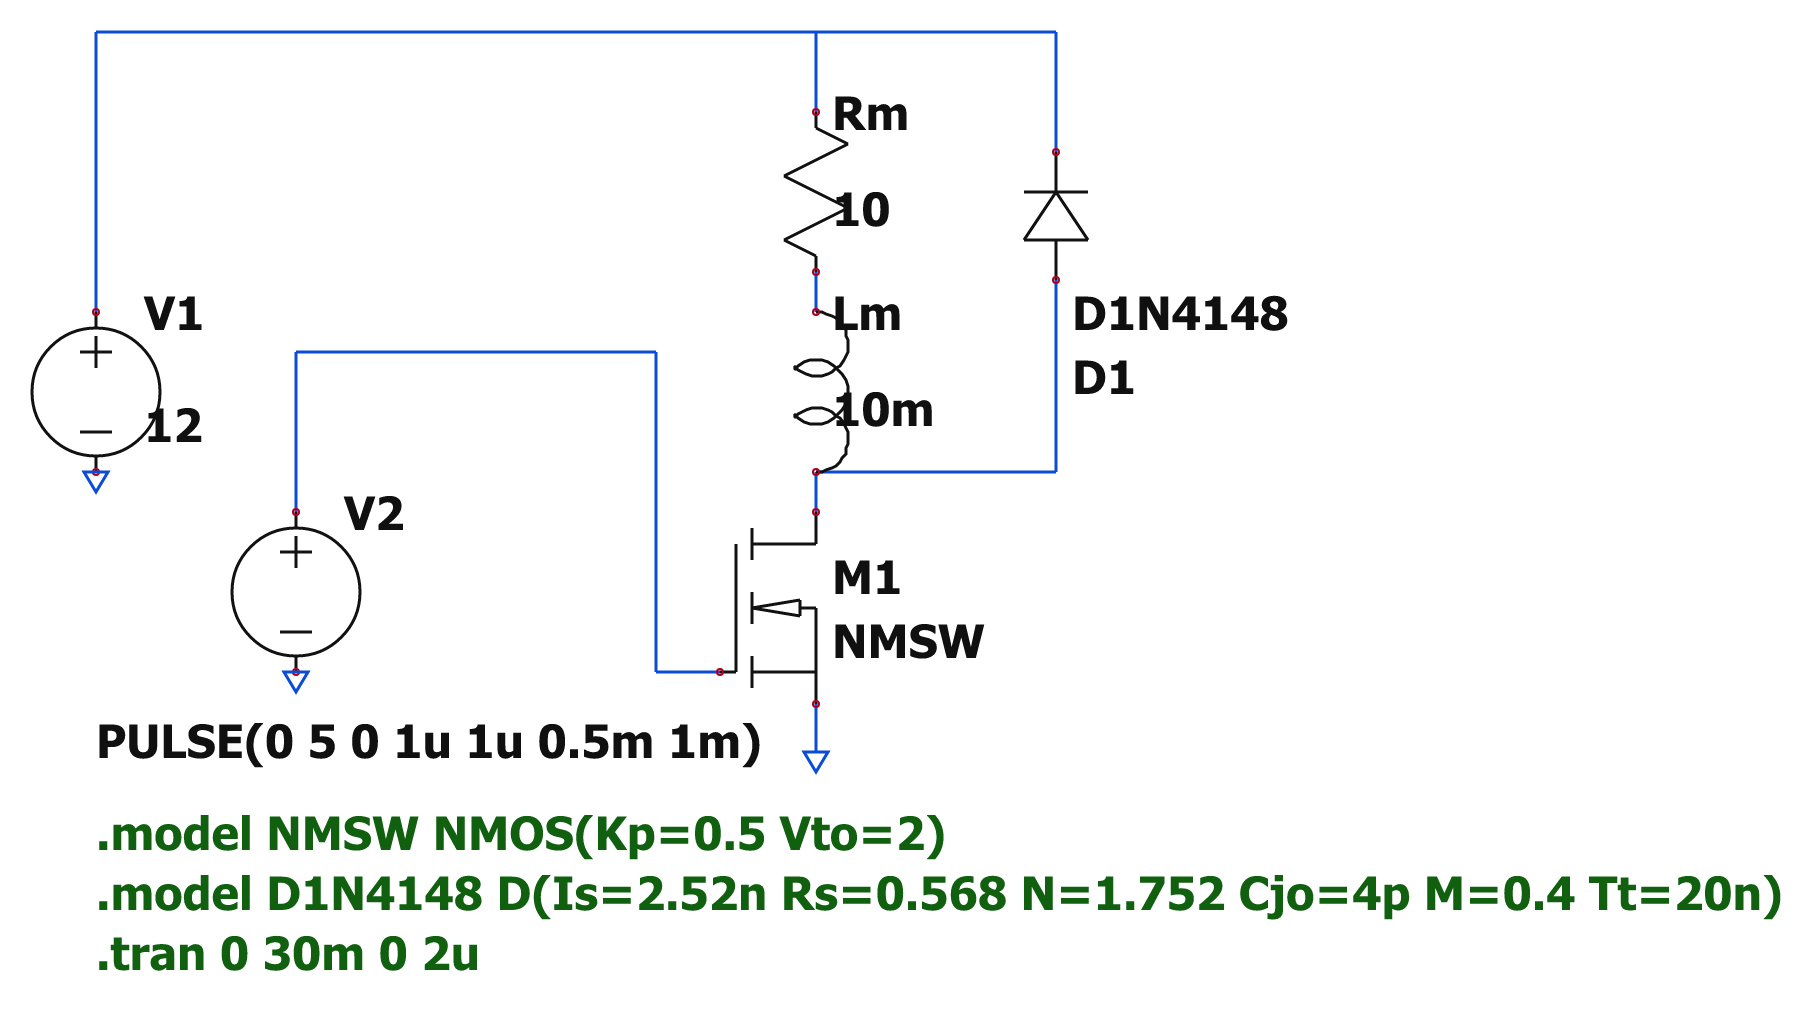 Rm
10
Lm
10m
V1
12
D1N4148
D1
V2
M1
NMSW
PULSE(0 5 0 1u 1u 0.5m 1m)
.model NMSW NMOS(Kp=0.5 Vto=2)
.model D1N4148 D(Is=2.52n Rs=0.568 N=1.752 Cjo=4p M=0.4 Tt=20n)
.tran 0 30m 0 2u